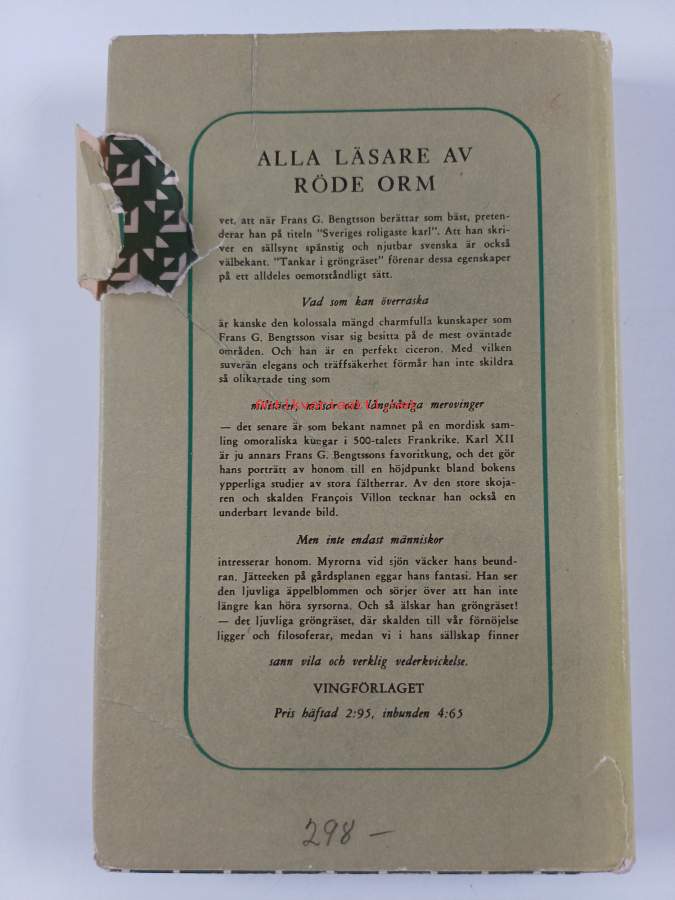 ALLA LÄSARE AV
RÖDE ORM
vet, att när Frans G. Bengtsson berättar som bäst, preten-
derar han på titeln "Sveriges roligaste karl". Att han skri-
ver en sällsynt spänstig och njutbar svenska är också
välbekant. "Tankar i gröngräset" förenar dessa egenskaper
på ett alldeles oemotståndligt sätt.
Vad som kan överraska
är kanske den kolossala mängd charmfulla kunskaper som
Frans G. Bengtsson visar sig besitta på de mest oväntade
områden. Och han är en perfekt ciceron. Med vilken
suverän elegans och träffsäkerhet förmår han inte skildra
så olikartade ting som
militärer, måsar och långhåriga merovinger
— det senare är som bekant namnet på en mordisk sam-
ling omoraliska kungar i 500-talets Frankrike. Karl XII
är ju annars Frans G. Bengtssons favoritkung, och det gör
hans porträtt av honom till en höjdpunkt bland bokens
ypperliga studier av stora fältherrar. Av den store skoja-
ren och skalden François Villon tecknar han också en
underbart levande bild.
Men inte endast människor
intresserar honom. Myrorna vid sjön väcker hans beund-
ran. Jätteeken på gårdsplanen eggar hans fantasi. Han ser
den ljuvliga äppelblommen och sörjer över att han inte
längre kan höra syrsorna. Och så älskar han gröngräset!
— det ljuvliga gröngräset, där skalden till vår förnöjelse
ligger och filosoferar, medan vi i hans sällskap finner
sann vila och verklig vederkvickelse.
VINGFÖRLAGET
Pris häftad 2:95, inbunden 4:65
298 —